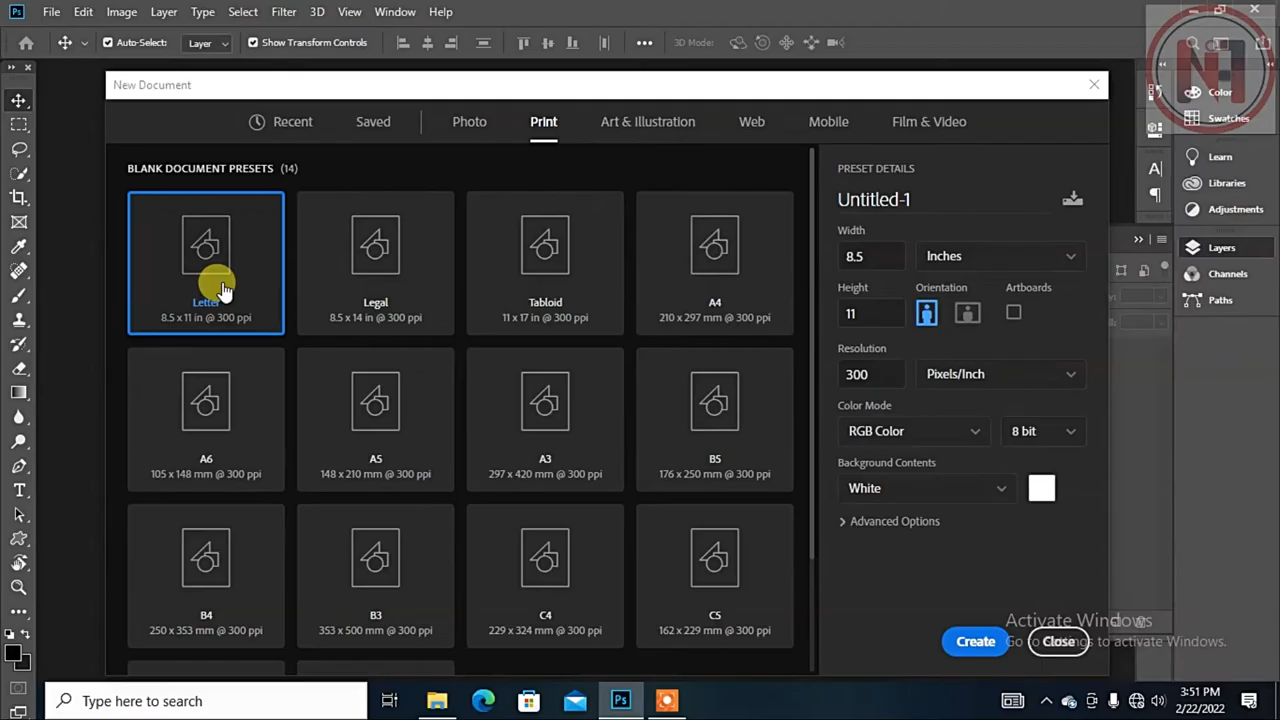 Ps File Edit Image Layer Type Select Filter 3D View Window Help
Auto-Select: Layer Show Transform Controls 3D Mode:
New Document
Recent Saved Photo Print Art & Illustration Web Mobile Film & Video
BLANK DOCUMENT PRESETS (14)
Letter
8.5 x 11 in @ 300 ppi
Legal
8.5 x 14 in @ 300 ppi
Tabloid
11 x 17 in @ 300 ppi
A4
210 x 297 mm @ 300 ppi
A6
105 x 148 mm @ 300 ppi
A5
148 x 210 mm @ 300 ppi
A3
297 x 420 mm @ 300 ppi
B5
176 x 250 mm @ 300 ppi
B4
250 x 353 mm @ 300 ppi
B3
353 x 500 mm @ 300 ppi
C4
229 x 324 mm @ 300 ppi
C5
162 x 229 mm @ 300 ppi
PRESET DETAILS
Untitled-1
Width
8.5 Inches
Height Orientation Artboards
11
Resolution
300 Pixels/Inch
Color Mode
RGB Color 8 bit
Background Contents
White
Advanced Options
Create Close
Color
Swatches
Learn
Libraries
Adjustments
Layers
Channels
Paths
Activate Windows
Go to Settings to activate Windows.
Type here to search
Ps
3:51 PM
2/22/2022